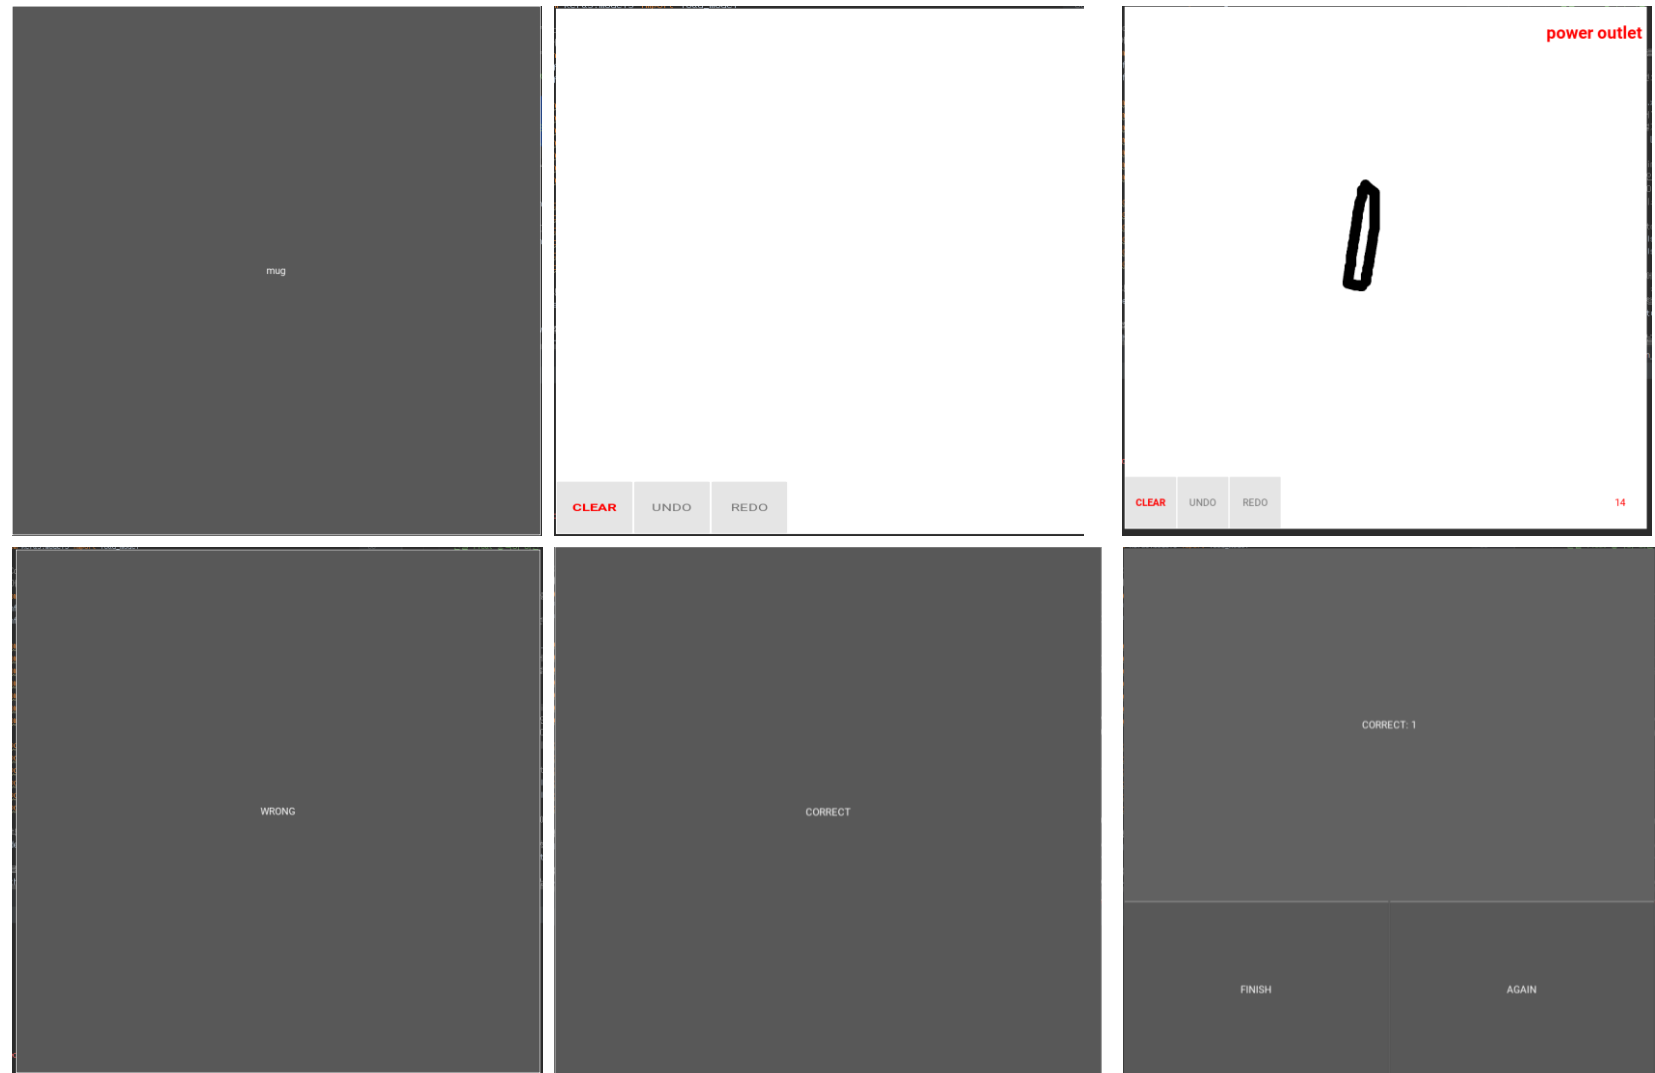 mug
CLEAR UNDO REDO
power outlet
CLEAR UNDO REDO 14
WRONG
CORRECT
CORRECT: 1
FINISH AGAIN